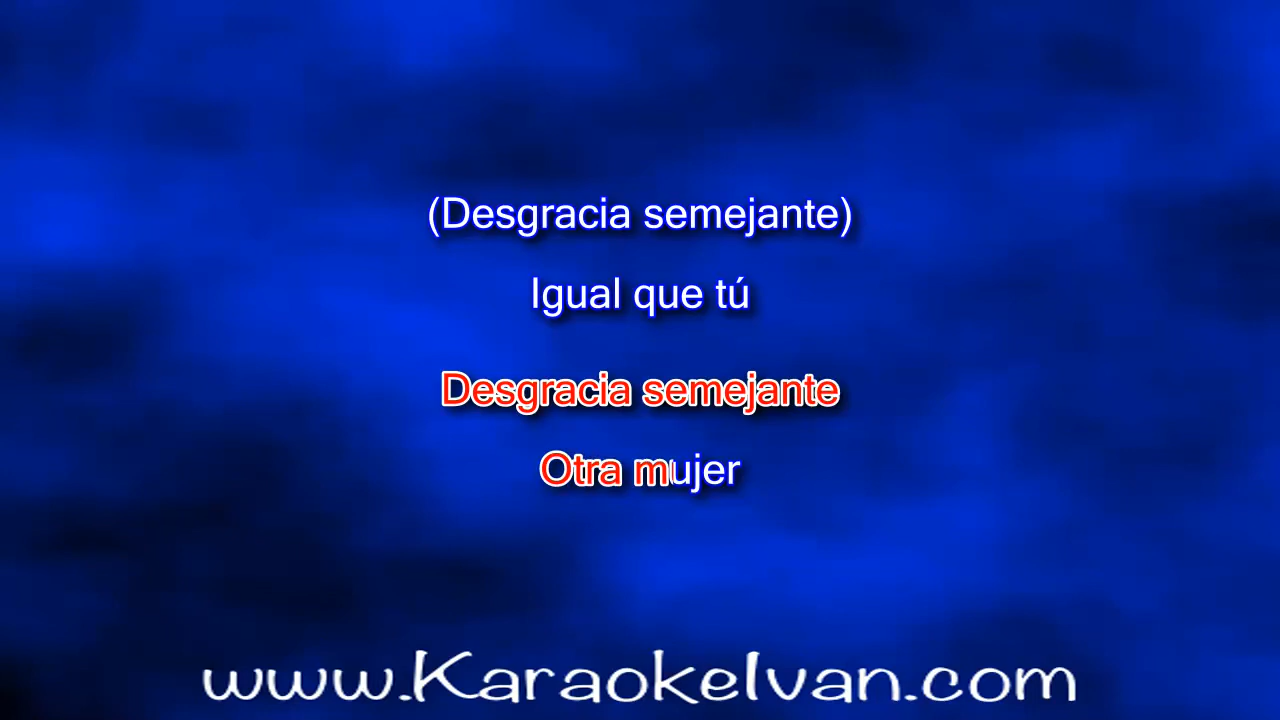 (Desgracia semejante)
Igual que tú
Desgracia semejante
Otra mujer
www.KaraokeIvan.com